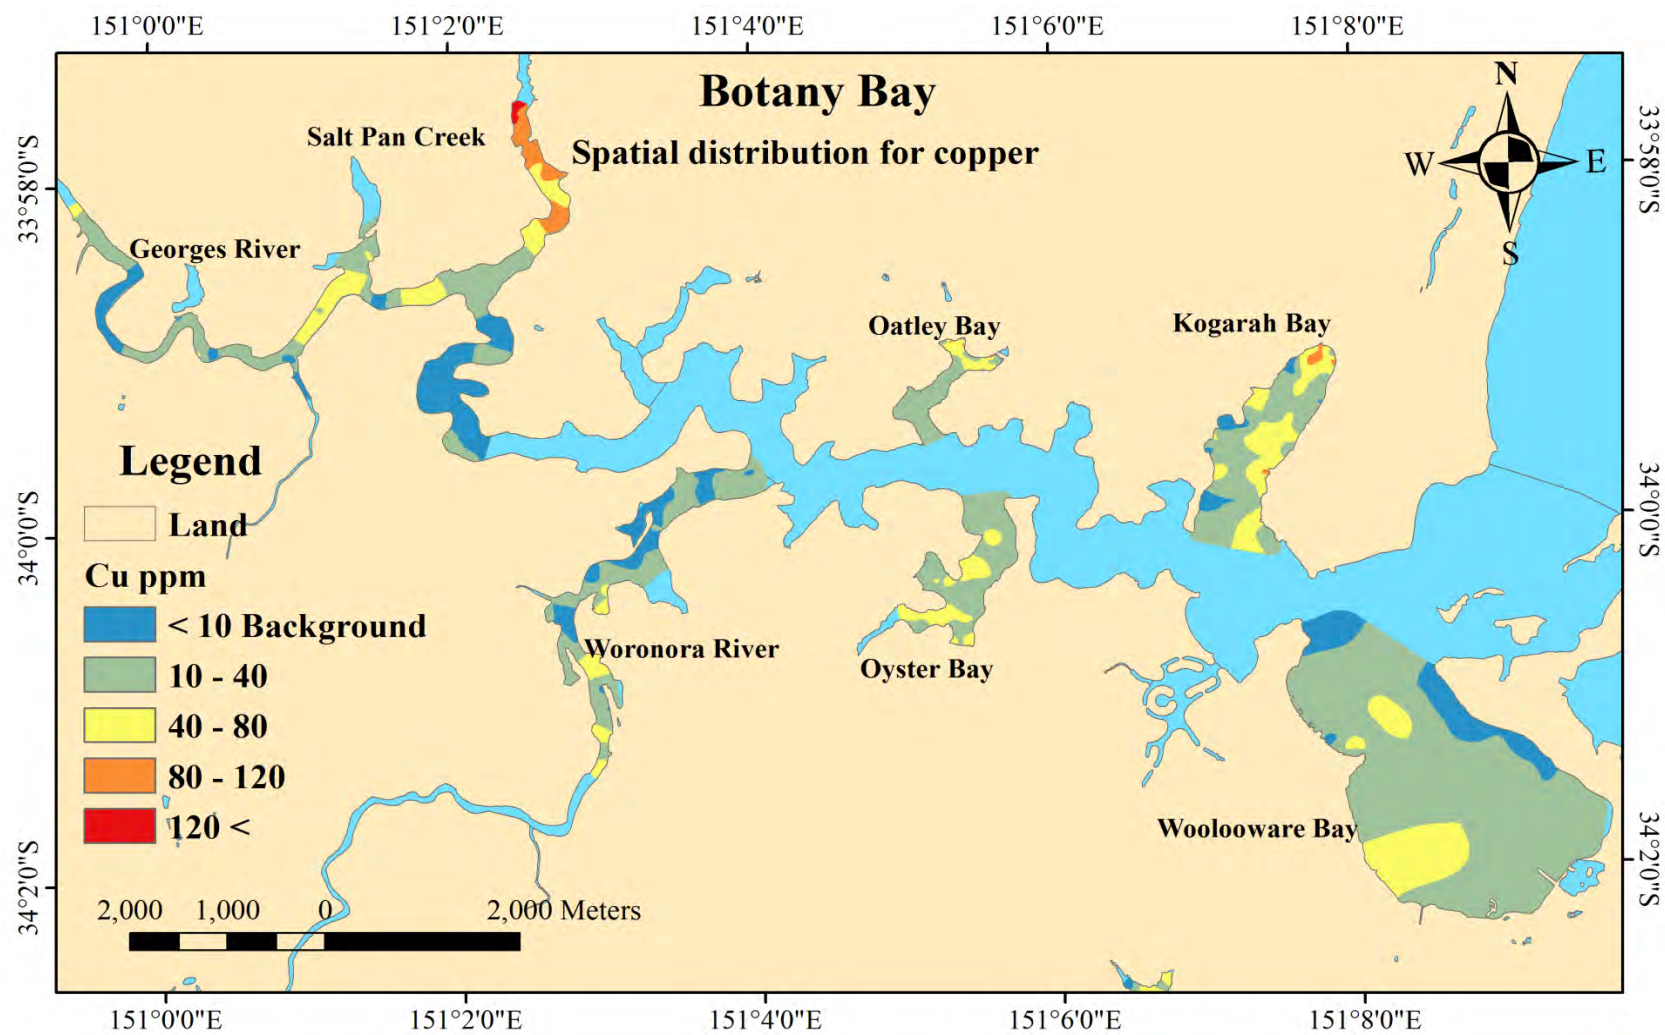 151°0'0"E 151°2'0"E 151°4'0"E 151°6'0"E 151°8'0"E
Botany Bay
Spatial distribution for copper
N
W E
S
33°58'0"S
33°58'0"S
Salt Pan Creek
Georges River
Oatley Bay
Kogarah Bay
Legend
Land
34°0'0"S
34°0'0"S
Cu ppm
< 10 Background
10 - 40
40 - 80
80 - 120
120 <
Woronora River
Oyster Bay
Woolooware Bay
34°2'0"S
34°2'0"S
2,000 1,000 0 2,000 Meters
151°0'0"E 151°2'0"E 151°4'0"E 151°6'0"E 151°8'0"E